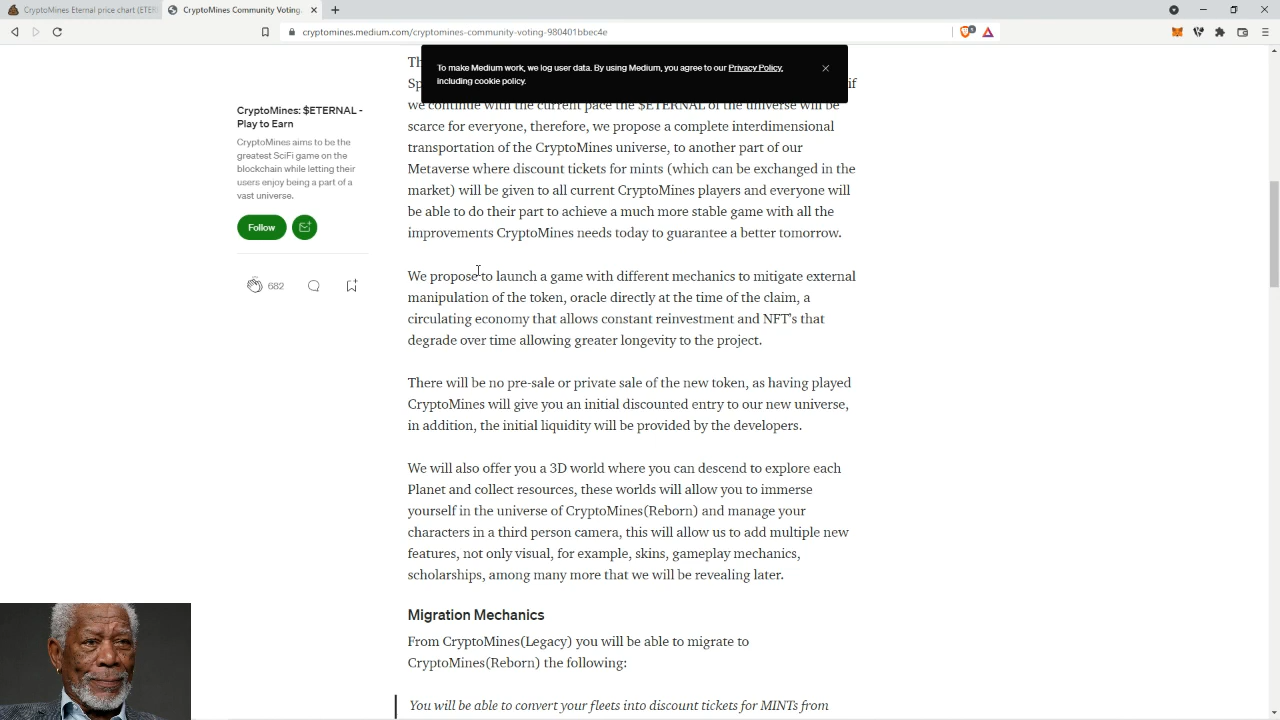 CryptoMines Eternal price chart (ETER
CryptoMines Community Voting.
cryptomines.medium.com/cryptomines-community-voting-980401bbec4e
To make Medium work, we log user data. By using Medium, you agree to our Privacy Policy,
including cookie policy.
CryptoMines: $ETERNAL -
Play to Earn
CryptoMines aims to be the
greatest SciFi game on the
blockchain while letting their
users enjoy being a part of a
vast universe.
Follow
682
Th
Sp if
we continue with the current pace the $ETERNAL of the universe will be
scarce for everyone, therefore, we propose a complete interdimensional
transportation of the CryptoMines universe, to another part of our
Metaverse where discount tickets for mints (which can be exchanged in the
market) will be given to all current CryptoMines players and everyone will
be able to do their part to achieve a much more stable game with all the
improvements CryptoMines needs today to guarantee a better tomorrow.
We propose to launch a game with different mechanics to mitigate external
manipulation of the token, oracle directly at the time of the claim, a
circulating economy that allows constant reinvestment and NFT's that
degrade over time allowing greater longevity to the project.
There will be no pre-sale or private sale of the new token, as having played
CryptoMines will give you an initial discounted entry to our new universe,
in addition, the initial liquidity will be provided by the developers.
We will also offer you a 3D world where you can descend to explore each
Planet and collect resources, these worlds will allow you to immerse
yourself in the universe of CryptoMines(Reborn) and manage your
characters in a third person camera, this will allow us to add multiple new
features, not only visual, for example, skins, gameplay mechanics,
scholarships, among many more that we will be revealing later.
Migration Mechanics
From CryptoMines(Legacy) you will be able to migrate to
CryptoMines(Reborn) the following:
You will be able to convert your fleets into discount tickets for MINTs from